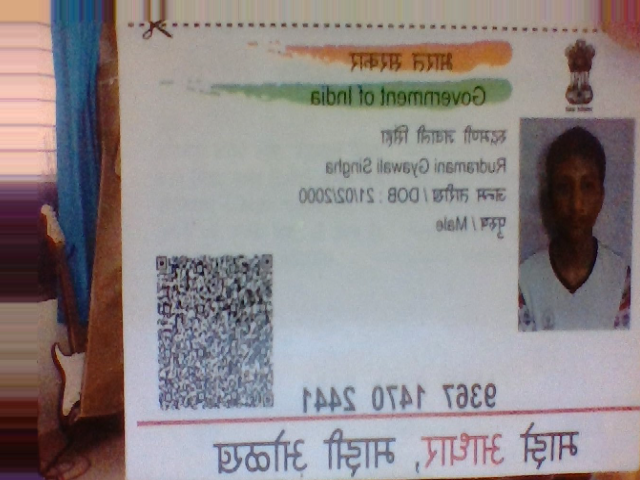 भारत सरकार
Government of India
रुद्रमणी ज्ञवाली सिंहा
Rudramani Gyawali Singha
जन्म तारीख / DOB : 21/02/2000
पुरुष / Male
9367 1470 2441
माझे आधार, माझी ओळख